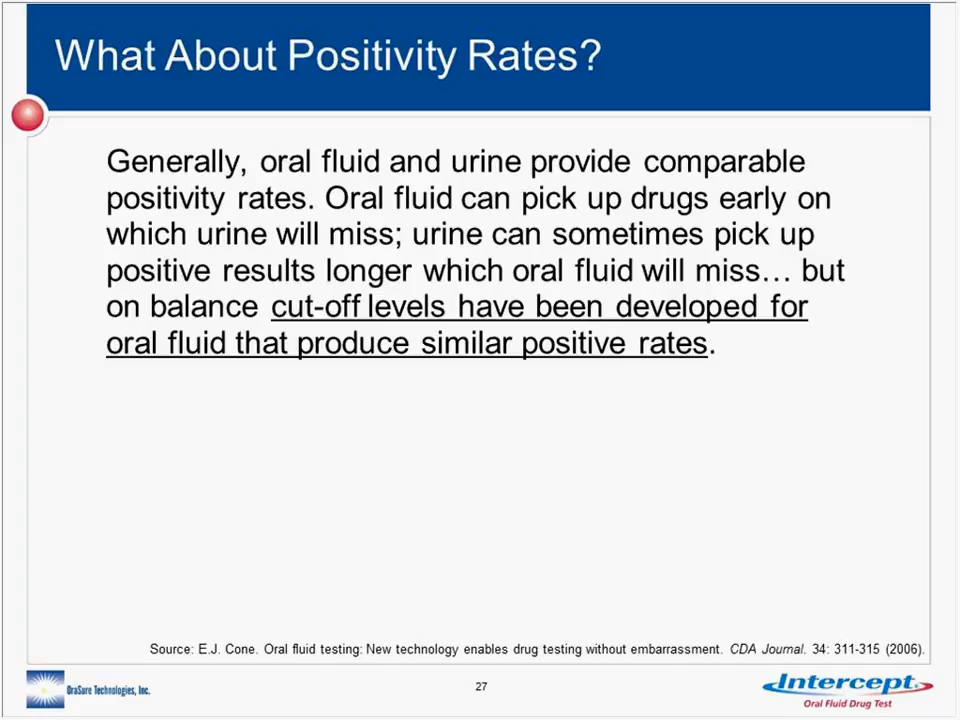 What About Positivity Rates?
Generally, oral fluid and urine provide comparable
positivity rates. Oral fluid can pick up drugs early on
which urine will miss; urine can sometimes pick up
positive results longer which oral fluid will miss… but
on balance cut-off levels have been developed for
oral fluid that produce similar positive rates.
Source: E.J. Cone. Oral fluid testing: New technology enables drug testing without embarrassment. CDA Journal. 34: 311-315 (2006).
OraSure Technologies, Inc.
27
Intercept
Oral Fluid Drug Test